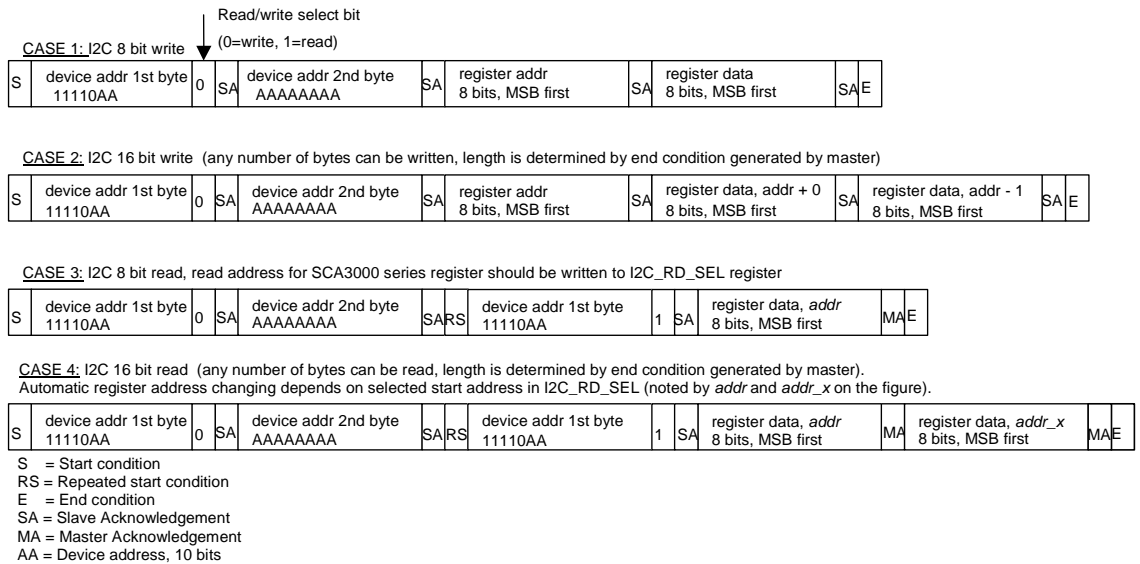 Read/write select bit
(0=write, 1=read)
CASE 1: I2C 8 bit write
S device addr 1st byte 0 SA device addr 2nd byte SA register addr SA register data SA E
11110AA AAAAAAAA 8 bits, MSB first 8 bits, MSB first
CASE 2: I2C 16 bit write (any number of bytes can be written, length is determined by end condition generated by master)
S device addr 1st byte 0 SA device addr 2nd byte SA register addr SA register data, addr + 0 SA register data, addr - 1 SA E
11110AA AAAAAAAA 8 bits, MSB first 8 bits, MSB first 8 bits, MSB first
CASE 3: I2C 8 bit read, read address for SCA3000 series register should be written to I2C_RD_SEL register
S device addr 1st byte 0 SA device addr 2nd byte SA RS device addr 1st byte 1 SA register data, addr MA E
11110AA AAAAAAAA 11110AA 8 bits, MSB first
CASE 4: I2C 16 bit read (any number of bytes can be read, length is determined by end condition generated by master).
Automatic register address changing depends on selected start address in I2C_RD_SEL (noted by addr and addr_x on the figure).
S device addr 1st byte 0 SA device addr 2nd byte SA RS device addr 1st byte 1 SA register data, addr MA register data, addr_x MA E
11110AA AAAAAAAA 11110AA 8 bits, MSB first 8 bits, MSB first
S = Start condition
RS = Repeated start condition
E = End condition
SA = Slave Acknowledgement
MA = Master Acknowledgement
AA = Device address, 10 bits